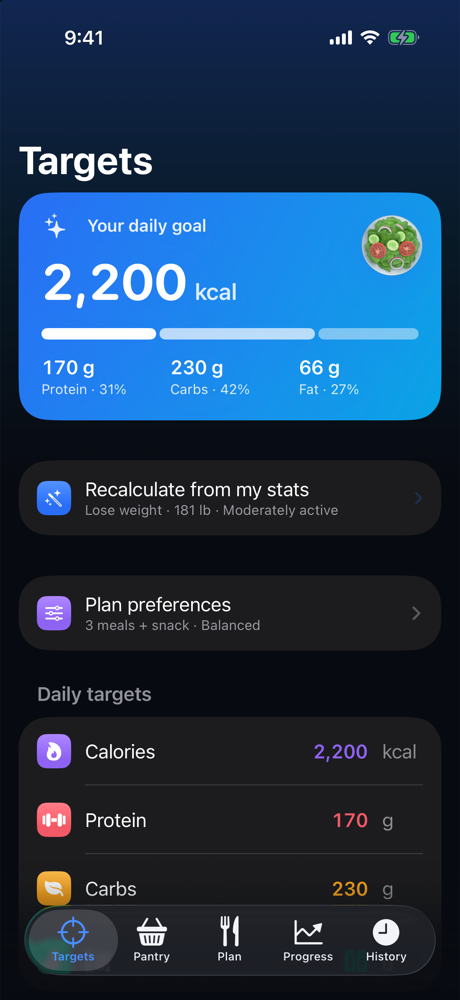 9:41
Targets
Your daily goal
2,200 kcal
170 g 230 g 66 g
Protein · 31% Carbs · 42% Fat · 27%
Recalculate from my stats
Lose weight · 181 lb · Moderately active
Plan preferences
3 meals + snack · Balanced
Daily targets
Calories 2,200 kcal
Protein 170 g
Carbs 230 g
Targets Pantry Plan Progress History